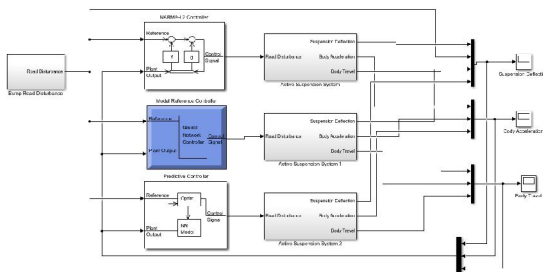 NARMA-L2 Controller
Reference
f
g
Plant
Output
Control
Signal
Road Disturbance
Suspension Deflection
Body Acceleration
Body Travel
Active Suspension System
Road Disturbance
Bump Road Disturbance
Suspension Deflecti
Model Reference Controller
Reference
Neural
Network
Controller
Plant Output
Control
Signal
Road Disturbance
Suspension Deflection
Body Acceleration
Body Travel
Active Suspension System 1
Body Acceleration
Predictive Controller
Reference
Optim.
NN
Model
Plant
Output
Control
Signal
Road Disturbance
Suspension Deflection
Body Acceleration
Body Travel
Active Suspension System 2
Body Travel